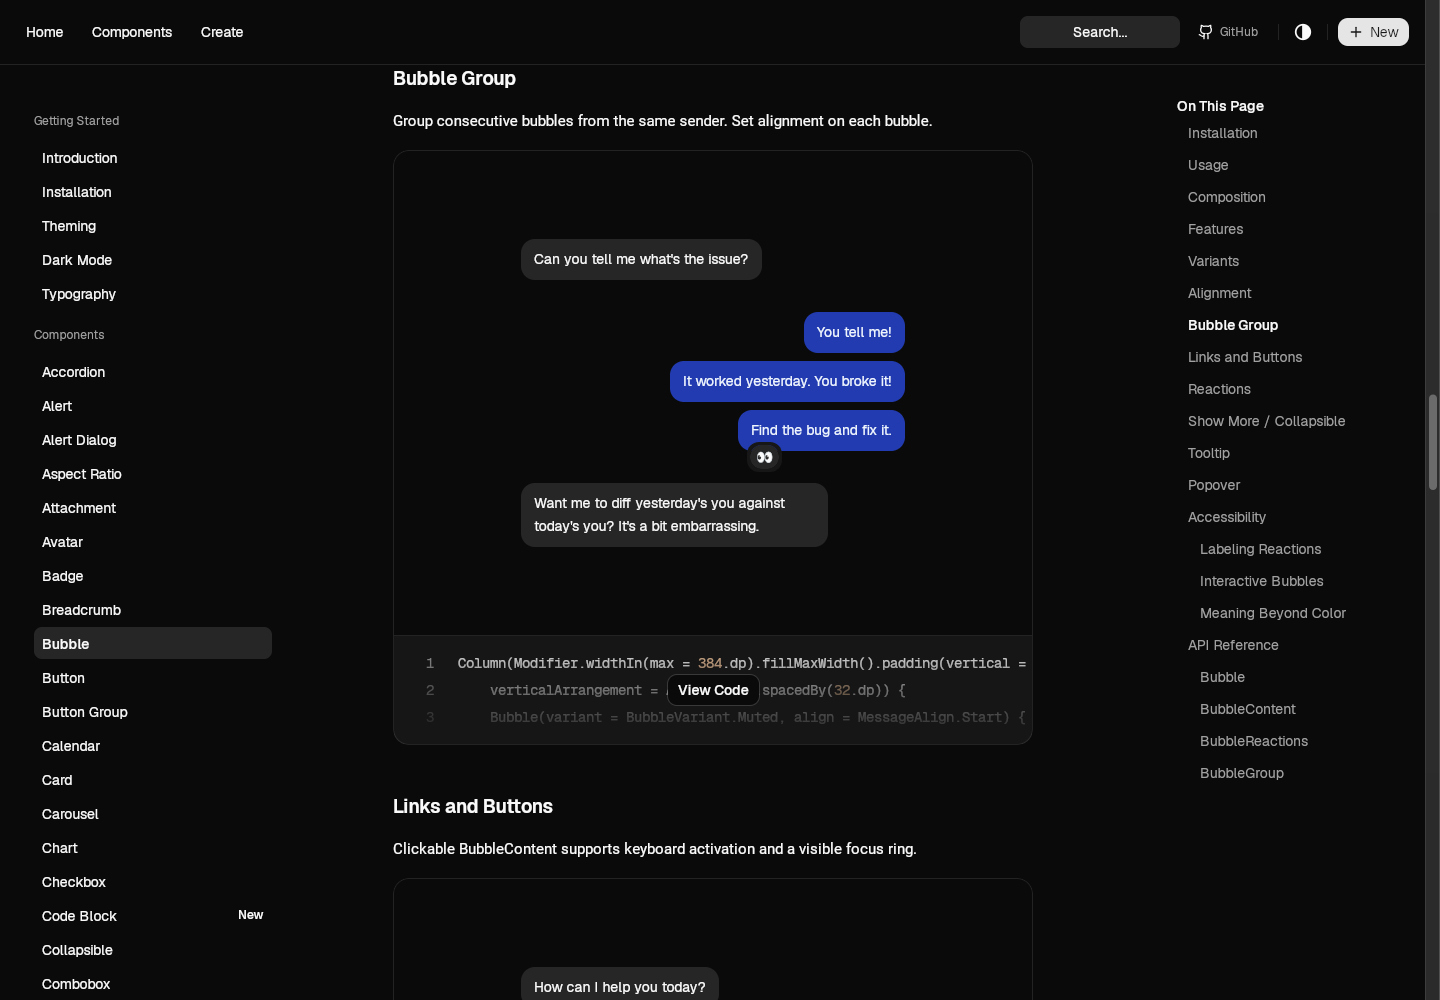 Home
Components
Create
Search...
GitHub
New
Getting Started
Introduction
Installation
Theming
Dark Mode
Typography
Components
Accordion
Alert
Alert Dialog
Aspect Ratio
Attachment
Avatar
Badge
Breadcrumb
Bubble
Button
Button Group
Calendar
Card
Carousel
Chart
Checkbox
Code Block New
Collapsible
Combobox
Bubble Group
Group consecutive bubbles from the same sender. Set alignment on each bubble.
Can you tell me what's the issue?
You tell me!
It worked yesterday. You broke it!
Find the bug and fix it.
Want me to diff yesterday's you against
today's you? It's a bit embarrassing.
1 Column(Modifier.widthIn(max = 384.dp).fillMaxWidth().padding(vertical =
2 verticalArrangement = spacedBy(32.dp)) {
View Code
3 Bubble(variant = BubbleVariant.Muted, align = MessageAlign.Start) {
Links and Buttons
Clickable BubbleContent supports keyboard activation and a visible focus ring.
How can I help you today?
On This Page
Installation
Usage
Composition
Features
Variants
Alignment
Bubble Group
Links and Buttons
Reactions
Show More / Collapsible
Tooltip
Popover
Accessibility
Labeling Reactions
Interactive Bubbles
Meaning Beyond Color
API Reference
Bubble
BubbleContent
BubbleReactions
BubbleGroup